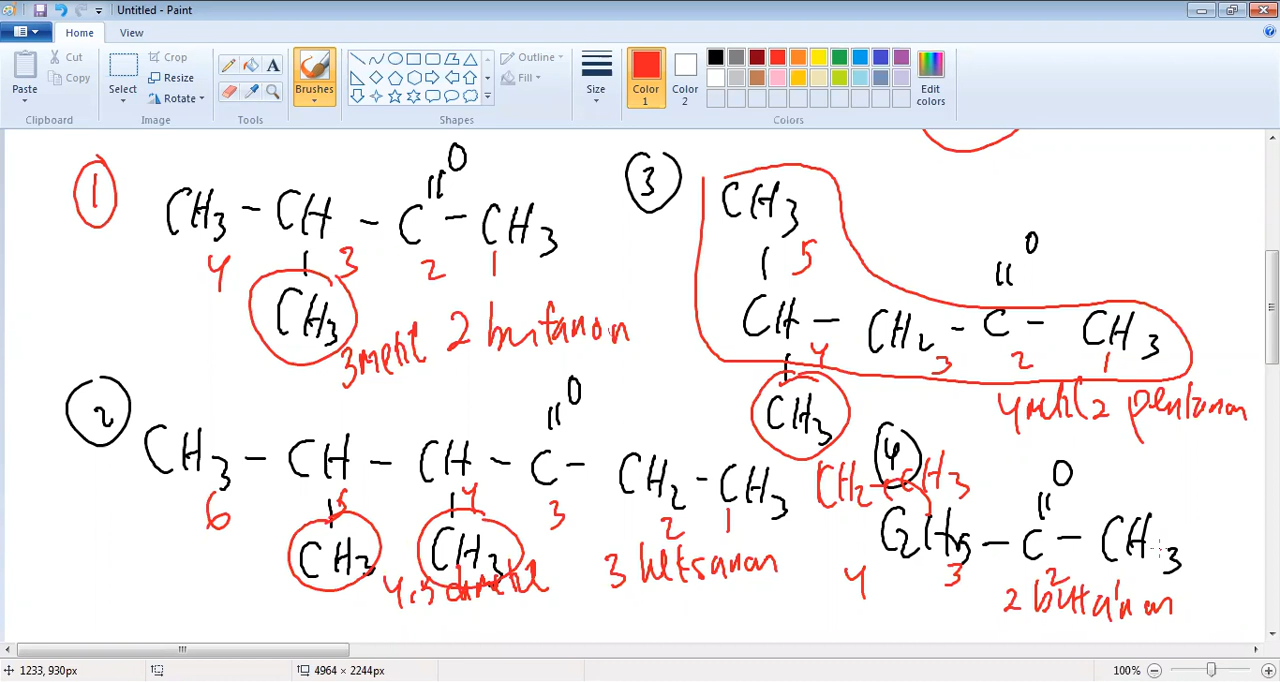 Untitled - Paint
Home View
Paste
Cut
Copy
Clipboard
Select
Crop
Resize
Rotate
Image
Tools
A
Brushes
Shapes
Outline
Fill
Size
Color 1
Color 2
Edit colors
Colors
1
O
CH3 - CH - C - CH3
4 3 2 1
CH3
3 metil 2 butanon
2
O
CH3 - CH - CH - C - CH2 - CH3
6 5 4 3 2 1
CH3 CH3
4,5 dimetil 3 heksanon
3
CH3
5
O
CH - CH2 - C - CH3
4 3 2 1
CH3
4 metil 2 pentanon
4
CH2 - CH3
O
C2H5 - C - CH3
4 3 2
2 butanon
1233, 930px
4964 × 2244px
100%